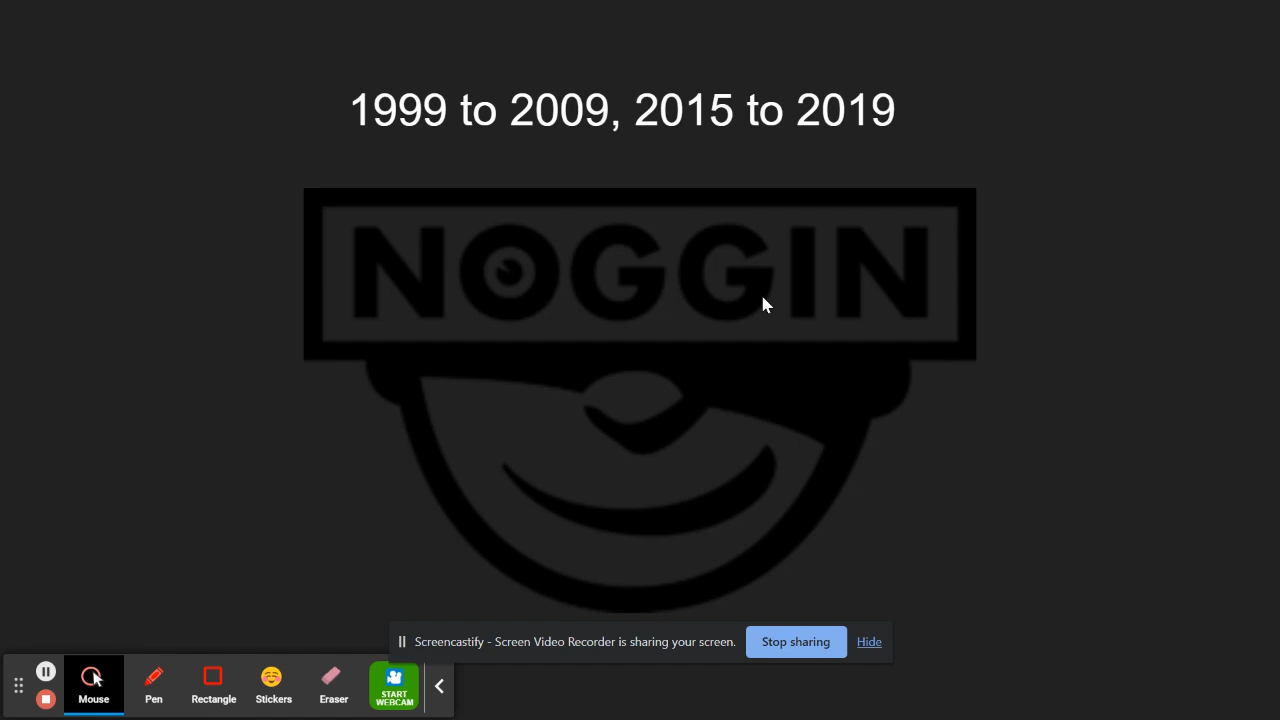 1999 to 2009, 2015 to 2019
NOGGIN
Screencastify - Screen Video Recorder is sharing your screen.
Stop sharing
Hide
Mouse
Pen
Rectangle
Stickers
Eraser
START
WEBCAM